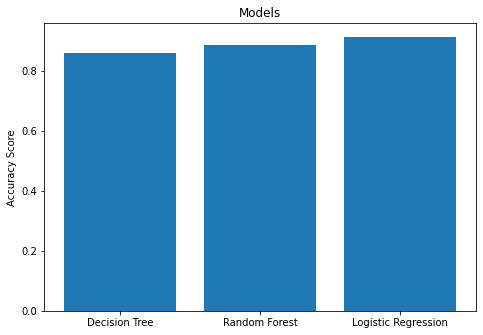 Models
Accuracy Score
0.8
0.6
0.4
0.2
0.0
Decision Tree
Random Forest
Logistic Regression